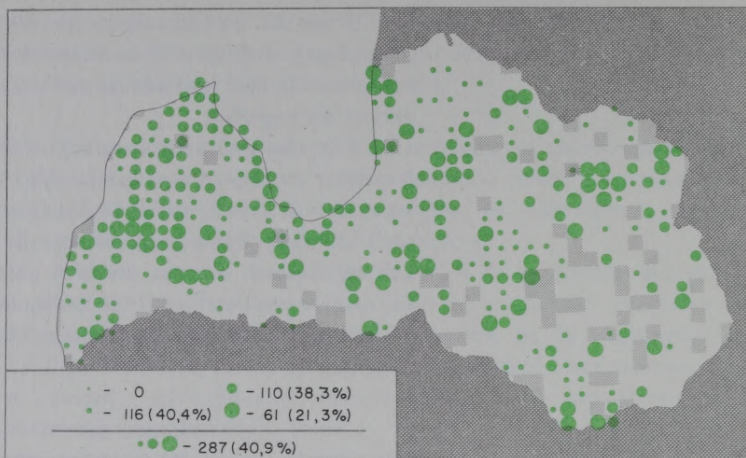 - 0
- 116 (40,4%)
- 110 (38,3%)
- 61 (21,3%)
- 287 (40,9%)